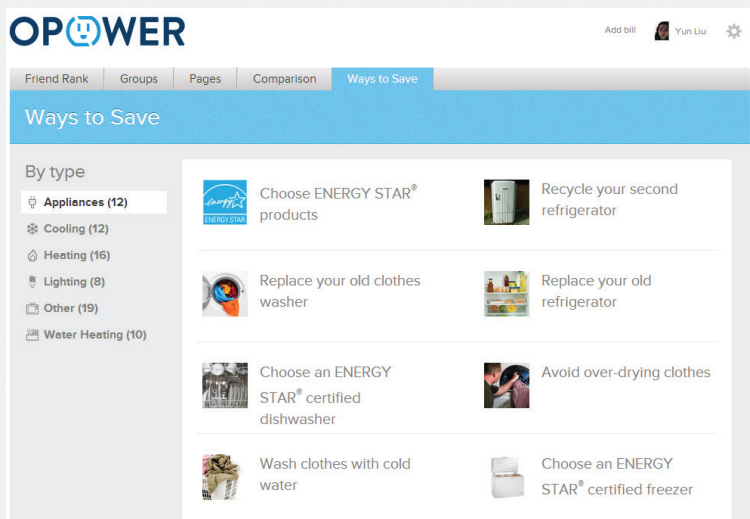 OPOWER
Add bill
Yun Liu
Friend Rank
Groups
Pages
Comparison
Ways to Save
Ways to Save
By type
Appliances (12)
Cooling (12)
Heating (16)
Lighting (8)
Other (19)
Water Heating (10)
energy
ENERGY STAR
Choose ENERGY STAR®
products
Recycle your second
refrigerator
Replace your old clothes
washer
Replace your old
refrigerator
Choose an ENERGY
STAR® certified
dishwasher
Avoid over-drying clothes
Wash clothes with cold
water
Choose an ENERGY
STAR® certified freezer